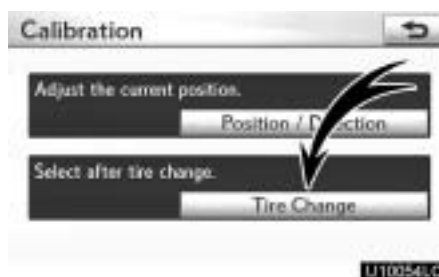 Calibration
Adjust the current position.
Position / Direction
Select after tire change.
Tire Change